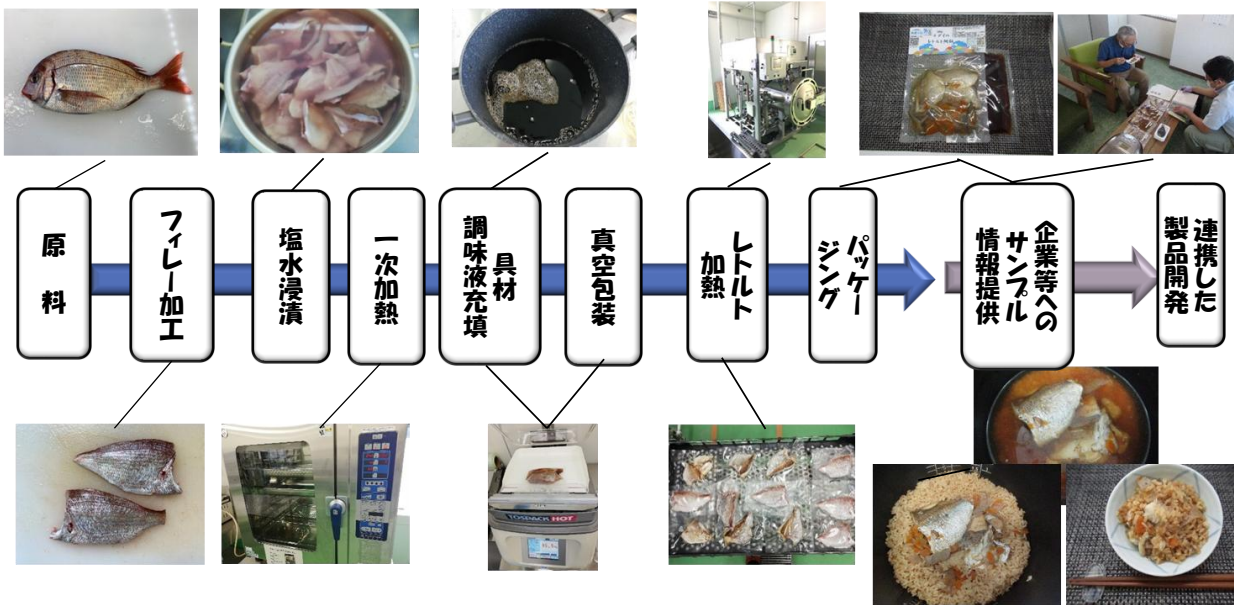 原料
フィレー加工
塩水浸漬
一次加熱
具材
調味液充填
真空包装
レトルト
加熱
パッケー
ジング
企業等への
サンプル
情報提供
連携した
製品開発
TOSPACK HOT